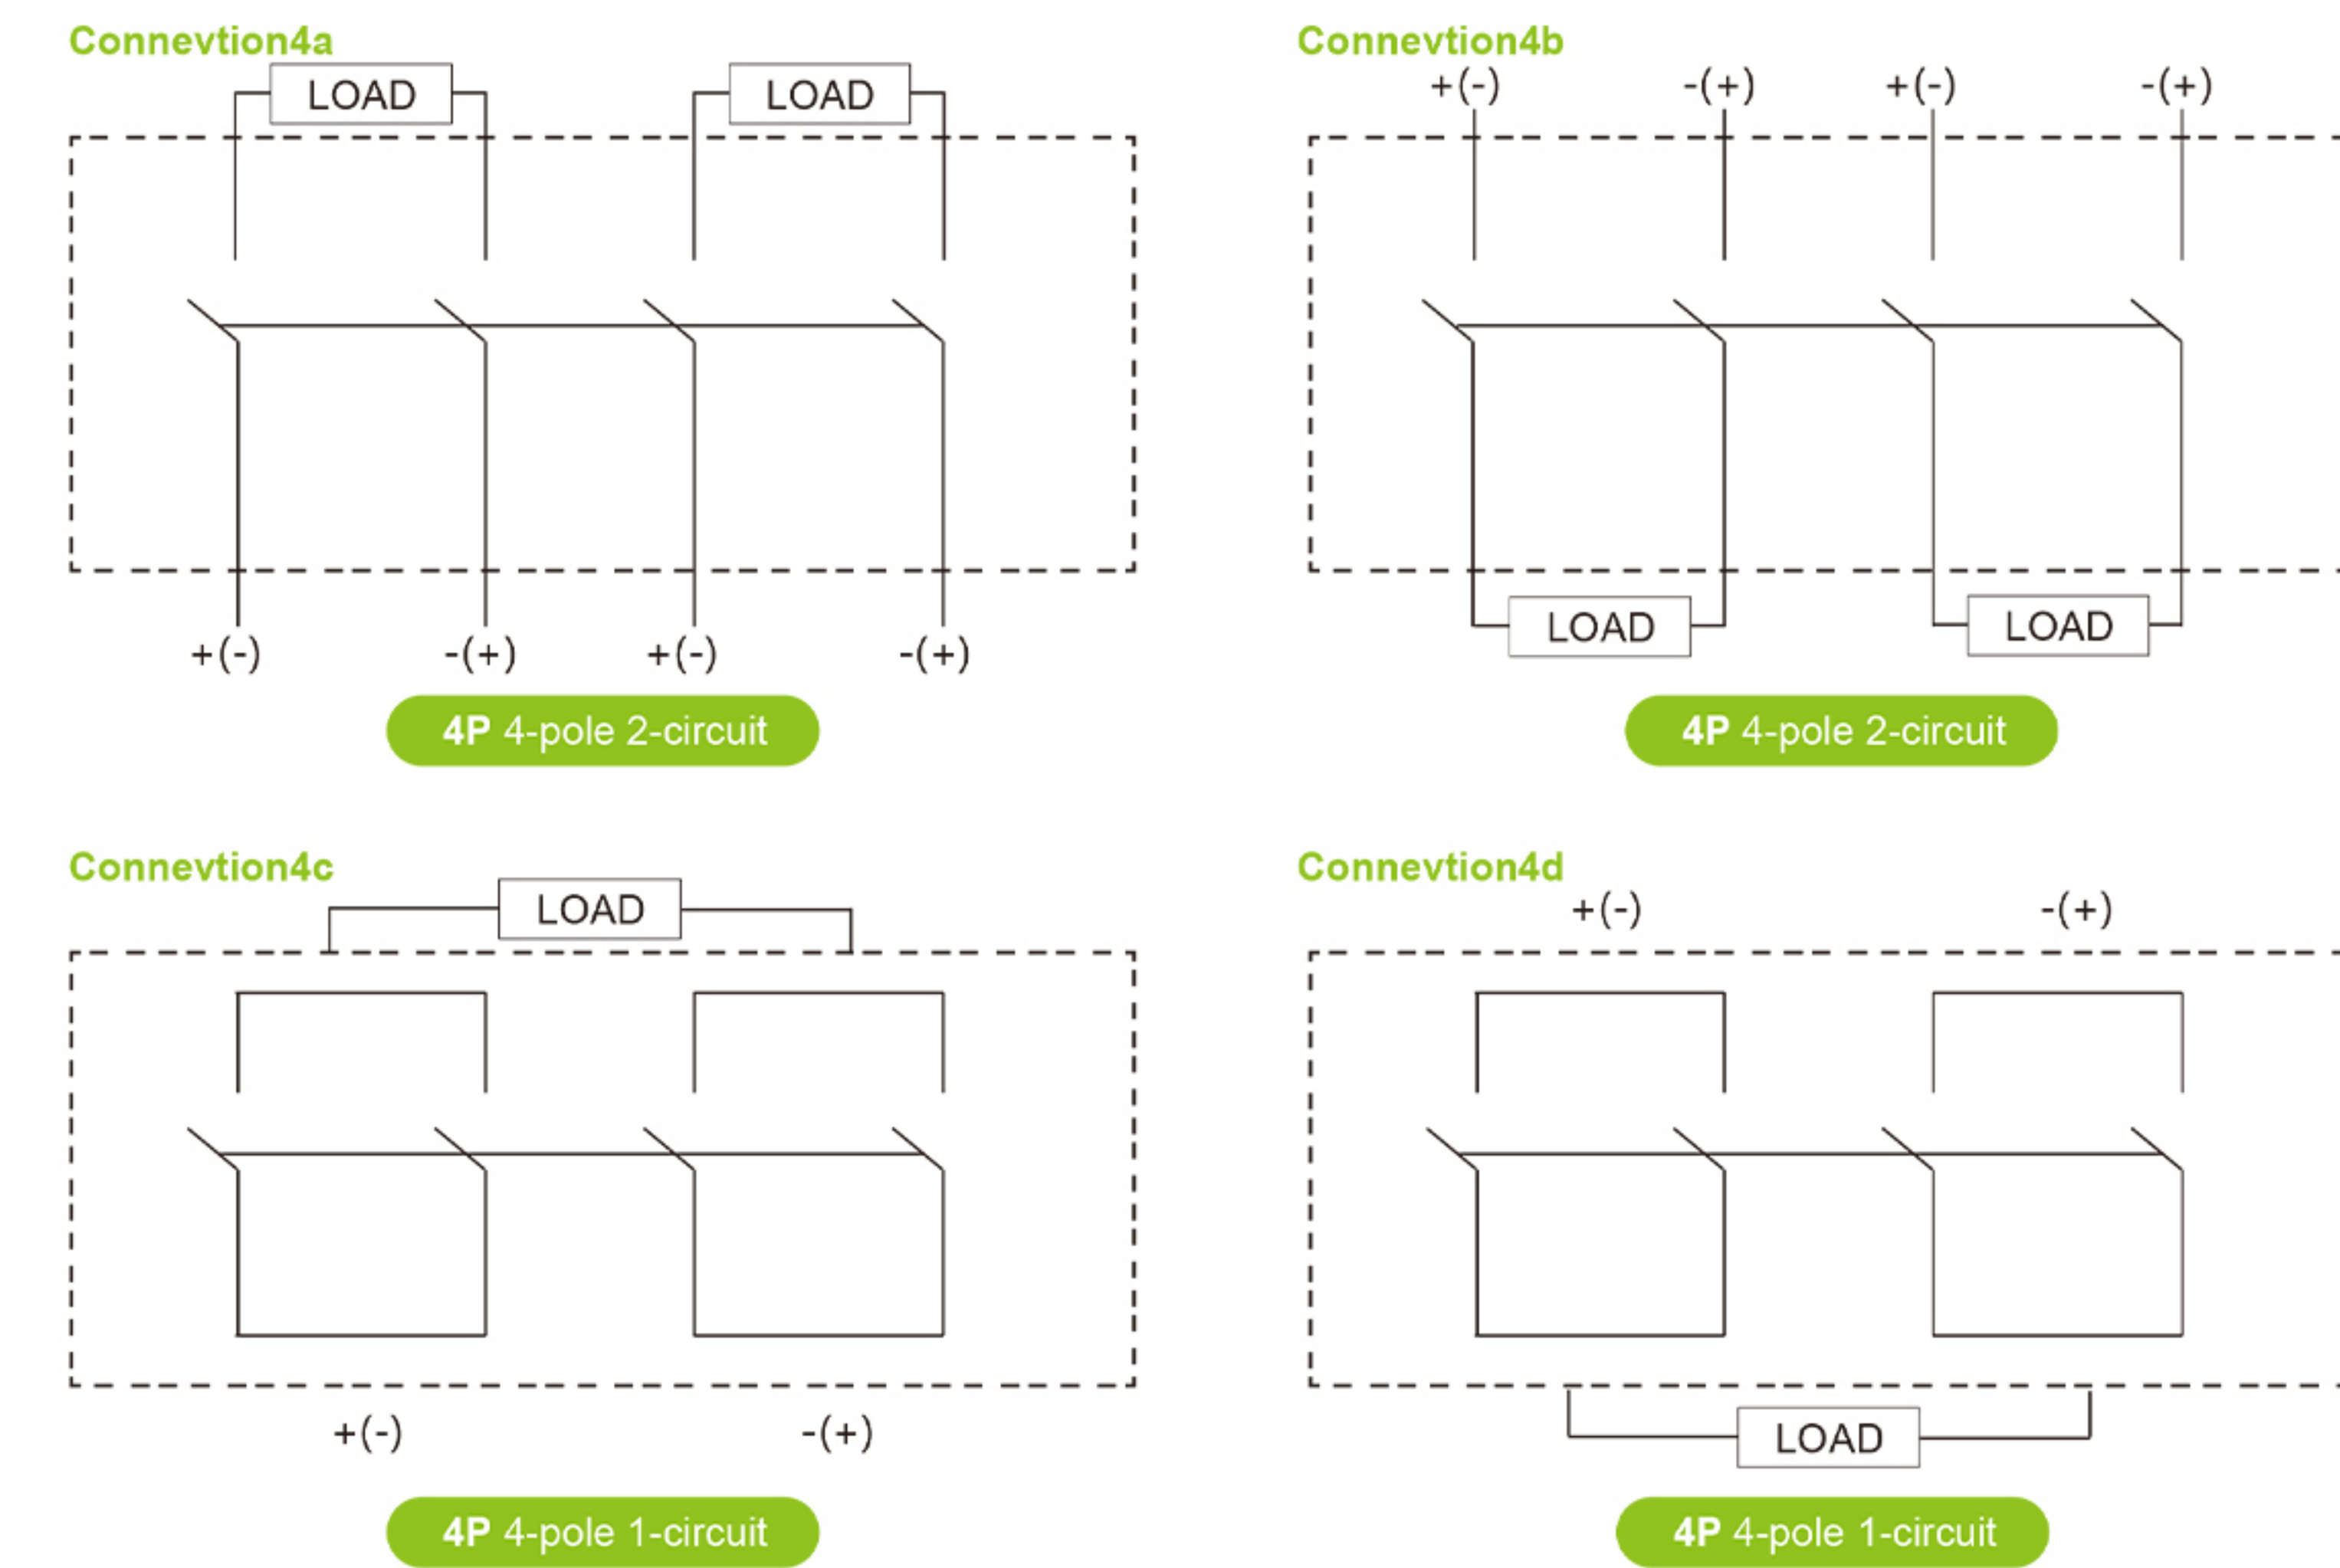 Connevtion4a
LOAD LOAD
+(-) -(+) +(-) -(+)
4P 4-pole 2-circuit
Connevtion4b
+(-) -(+) +(-) -(+)
LOAD LOAD
4P 4-pole 2-circuit
Connevtion4c
LOAD
+(-) -(+)
4P 4-pole 1-circuit
Connevtion4d
+(-) -(+)
LOAD
4P 4-pole 1-circuit